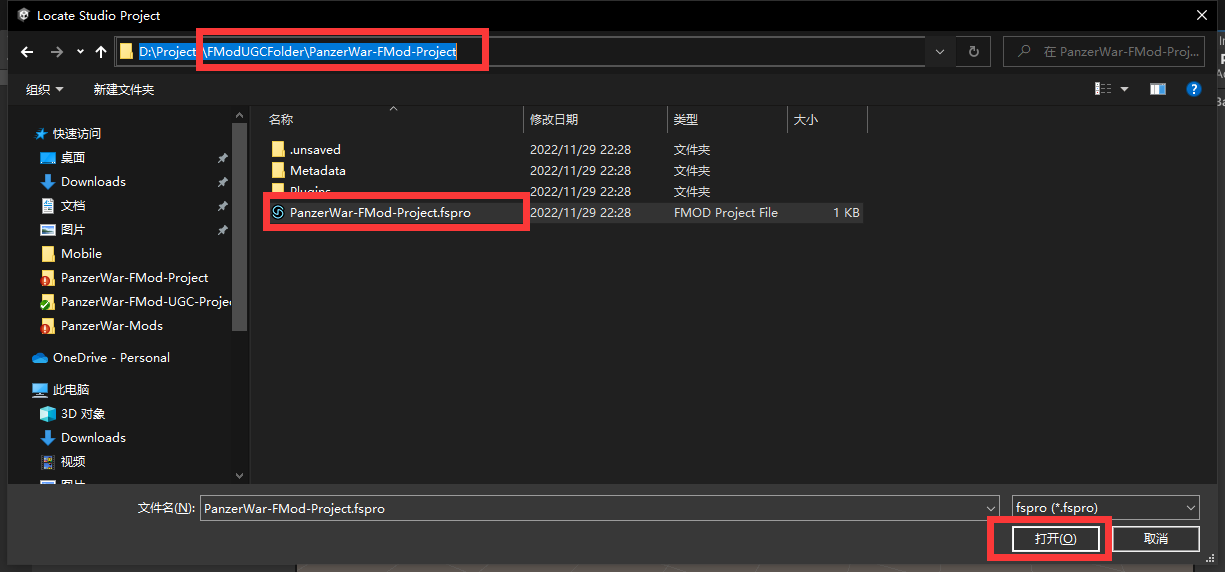 Locate Studio Project
D:\Project \FModUGCFolder\PanzerWar-FMod-Project
在 PanzerWar-FMod-Proj...
组织
新建文件夹
名称
修改日期
类型
大小
快速访问
桌面
Downloads
文档
图片
Mobile
PanzerWar-FMod-Project
PanzerWar-FMod-UGC-Proje
PanzerWar-Mods
OneDrive - Personal
此电脑
3D 对象
Downloads
视频
图片
.unsaved 2022/11/29 22:28 文件夹
Metadata 2022/11/29 22:28 文件夹
Plugins 2022/11/29 22:28 文件夹
PanzerWar-FMod-Project.fspro 2022/11/29 22:28 FMOD Project File 1 KB
文件名(N): PanzerWar-FMod-Project.fspro
fspro (*.fspro)
打开(O)
取消